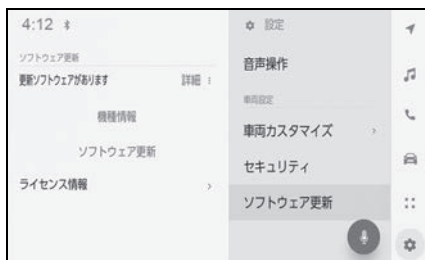 4:12
ソフトウェア更新
更新ソフトウェアがあります
詳細
機種情報
ソフトウェア更新
ライセンス情報
設定
音声操作
車両設定
車両カスタマイズ
セキュリティ
ソフトウェア更新